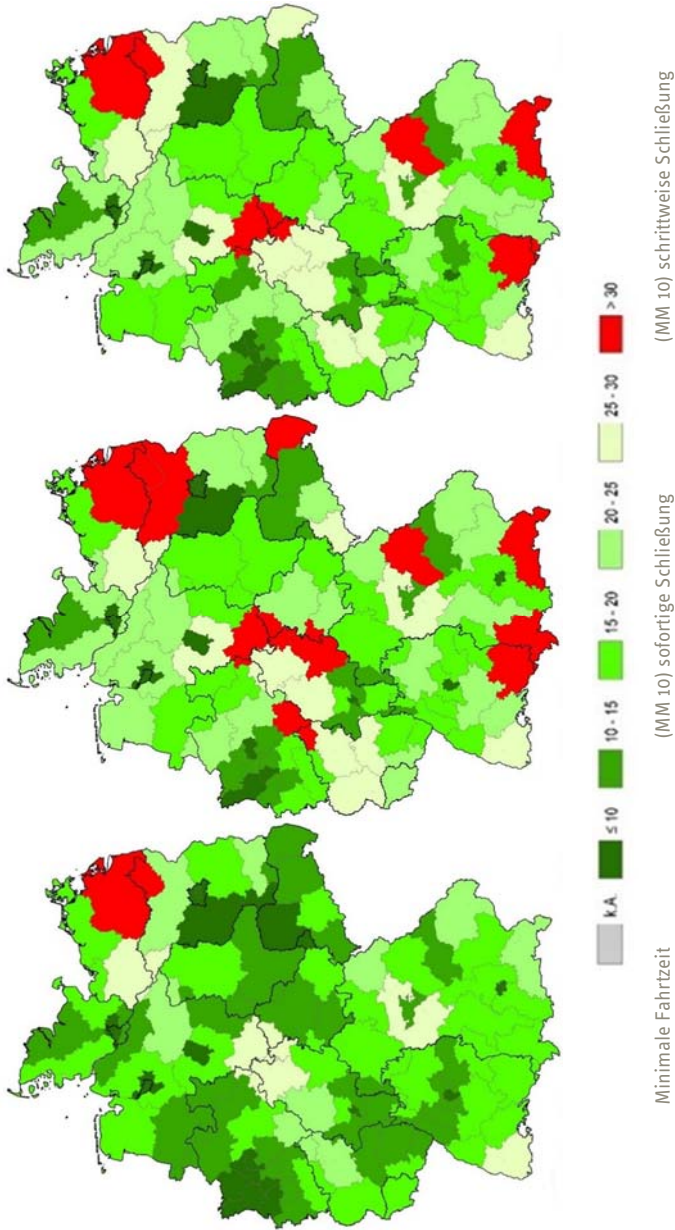 (MM 10) schrittweise Schließung
(MM 10) sofortige Schließung
Minimale Fahrtzeit
k.A.
≤ 10
10 - 15
15 - 20
20 - 25
25 - 30
> 30